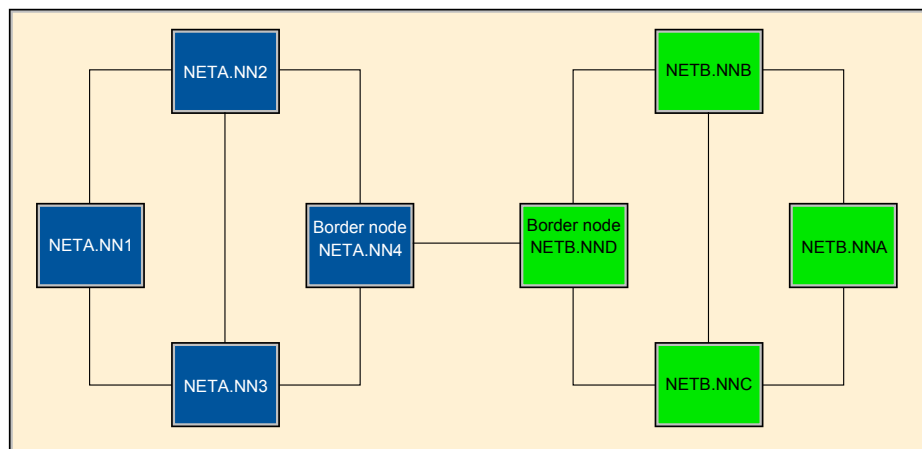 NETA.NN2
NETB.NNB
NETA.NN1
Border node
NETA.NN4
Border node
NETB.NND
NETB.NNA
NETA.NN3
NETB.NNC